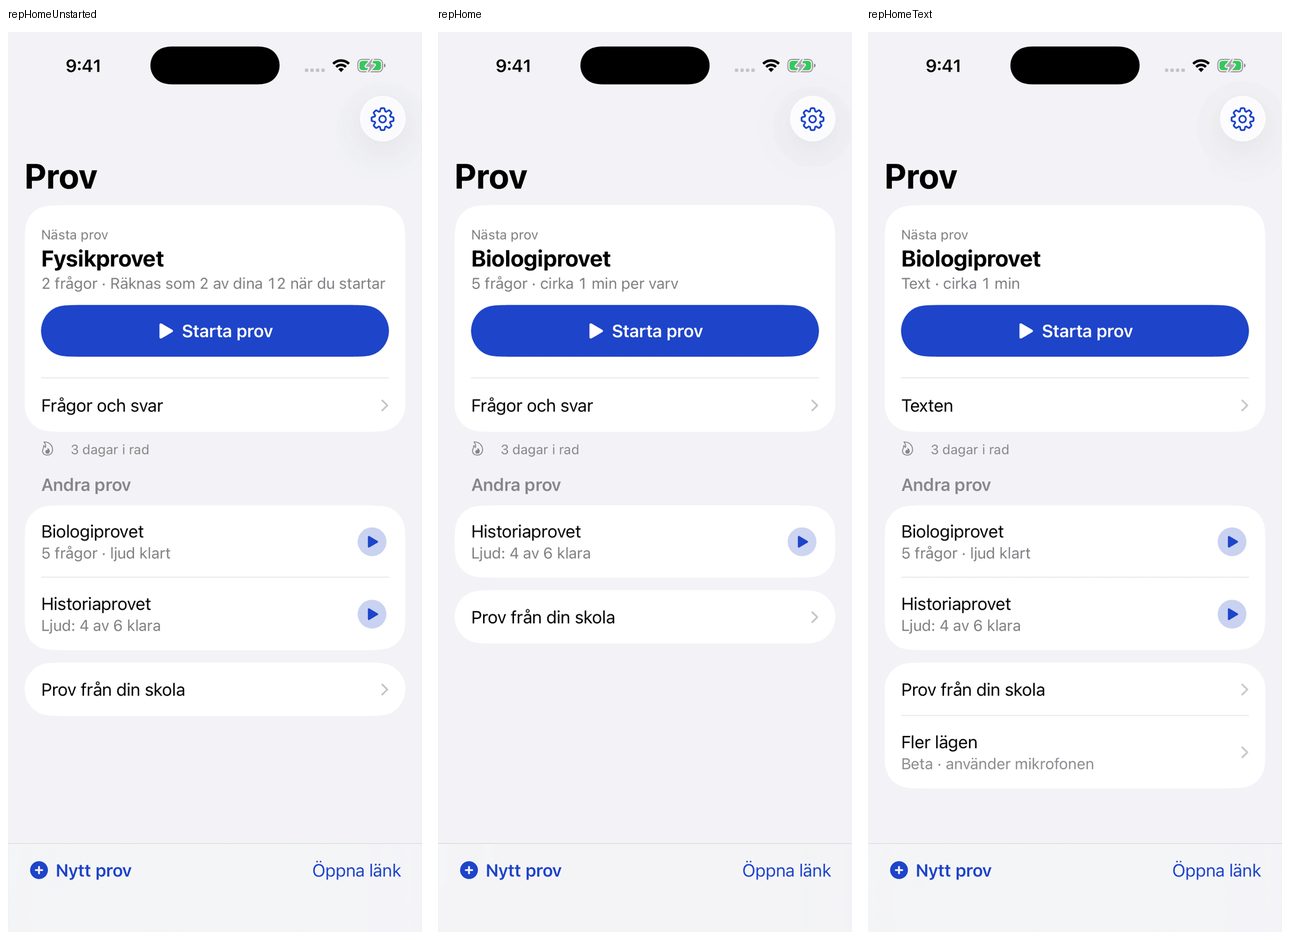 repHomeUnstarted
9:41
Prov
Nästa prov
Fysikprovet
2 frågor · Räknas som 2 av dina 12 när du startar
Starta prov
Frågor och svar
3 dagar i rad
Andra prov
Biologiprovet
5 frågor · ljud klart
Historiaprovet
Ljud: 4 av 6 klara
Prov från din skola
Nytt prov
Öppna länk
repHome
9:41
Prov
Nästa prov
Biologiprovet
5 frågor · cirka 1 min per varv
Starta prov
Frågor och svar
3 dagar i rad
Andra prov
Historiaprovet
Ljud: 4 av 6 klara
Prov från din skola
Nytt prov
Öppna länk
repHomeText
9:41
Prov
Nästa prov
Biologiprovet
Text · cirka 1 min
Starta prov
Texten
3 dagar i rad
Andra prov
Biologiprovet
5 frågor · ljud klart
Historiaprovet
Ljud: 4 av 6 klara
Prov från din skola
Fler lägen
Beta · använder mikrofonen
Nytt prov
Öppna länk